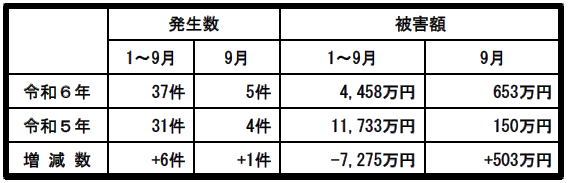 発生数 被害額
1～9月 9月 1～9月 9月
令和６年 37件 5件 4,458万円 653万円
令和５年 31件 4件 11,733万円 150万円
増減数 +6件 +1件 -7,275万円 +503万円